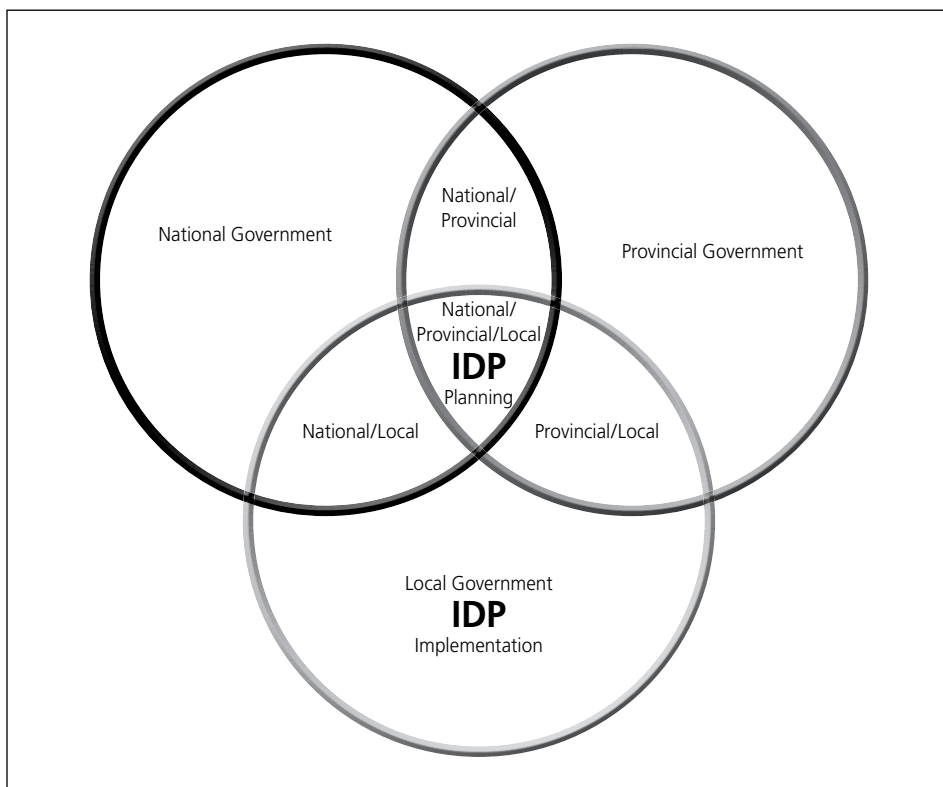 National/
Provincial
National Government
Provincial Government
National/
Provincial/Local
IDP
Planning
National/Local
Provincial/Local
Local Government
IDP
Implementation